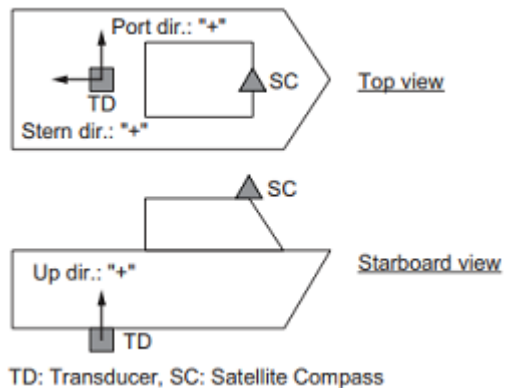 Port dir.: "+"
SC
Top view
TD
Stern dir.: "+"
SC
Starboard view
Up dir.: "+"
TD
TD: Transducer, SC: Satellite Compass